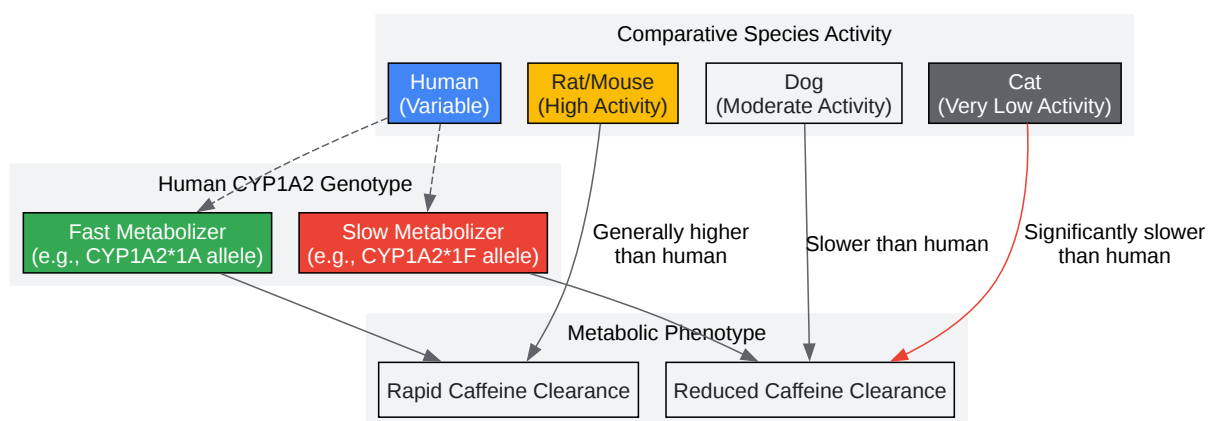 Comparative Species Activity
Human
(Variable)
Rat/Mouse
(High Activity)
Dog
(Moderate Activity)
Cat
(Very Low Activity)
Human CYP1A2 Genotype
Fast Metabolizer
(e.g., CYP1A2*1A allele)
Slow Metabolizer
(e.g., CYP1A2*1F allele)
Generally higher
than human
Slower than human
Significantly slower
than human
Metabolic Phenotype
Rapid Caffeine Clearance
Reduced Caffeine Clearance